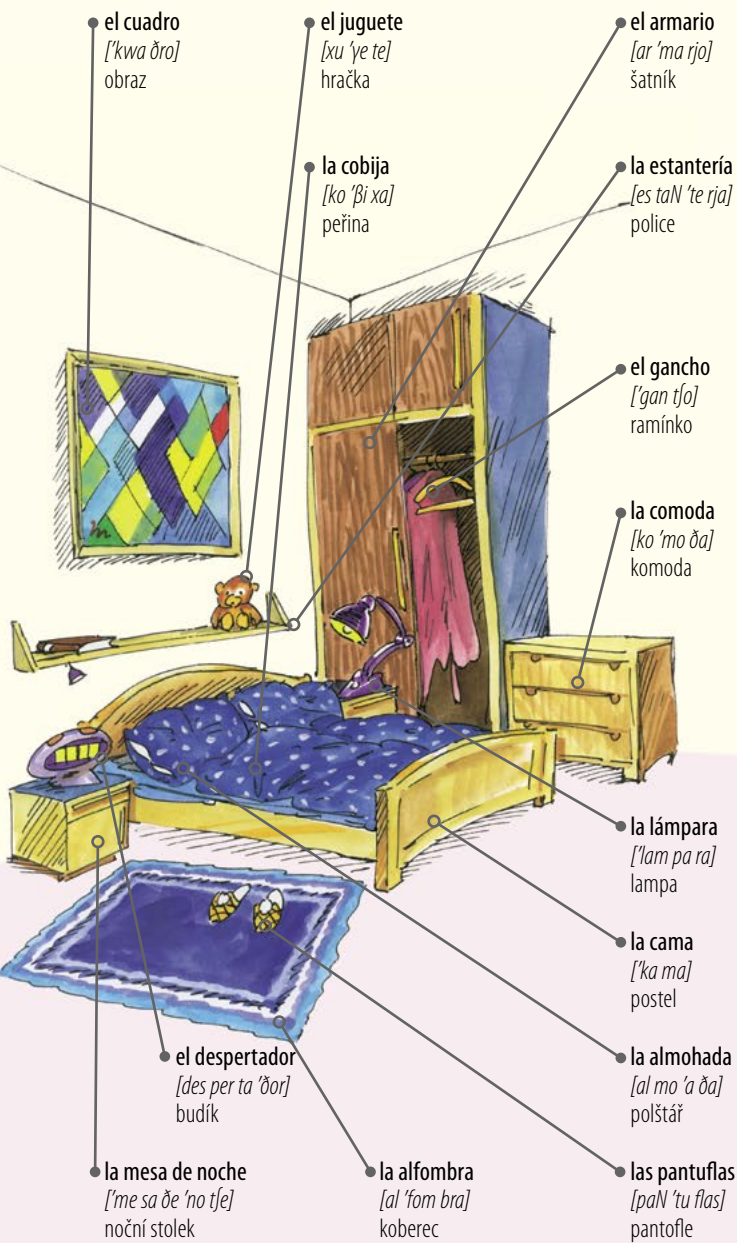 el cuadro
['kwa ðro]
obraz
el juguete
[xu 'ɣe te]
hračka
el armario
[ar 'ma rjo]
šatník
la cobija
[ko 'βi xa]
peřina
la estantería
[es taN 'te rja]
police
el gancho
['gan tʃo]
ramínko
la comoda
[ko 'mo ða]
komoda
la lámpara
['lam pa ra]
lampa
la cama
['ka ma]
postel
el despertador
[des per ta 'ðor]
budík
la almohada
[al mo 'a ða]
polštář
la mesa de noche
['me sa ðe 'no tʃe]
noční stolek
la alfombra
[al 'fom bra]
koberec
las pantuflas
[paN 'tu flas]
pantofle